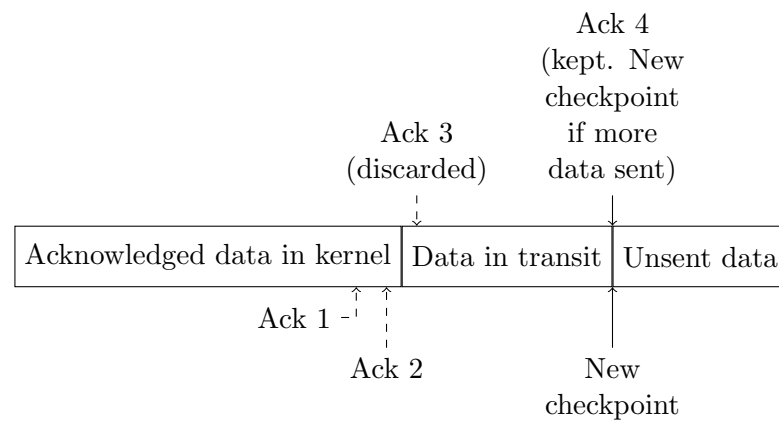 Ack 4
(kept. New
checkpoint
if more
data sent)
Ack 3
(discarded)
Acknowledged data in kernel
Data in transit
Unsent data
Ack 1
Ack 2
New
checkpoint